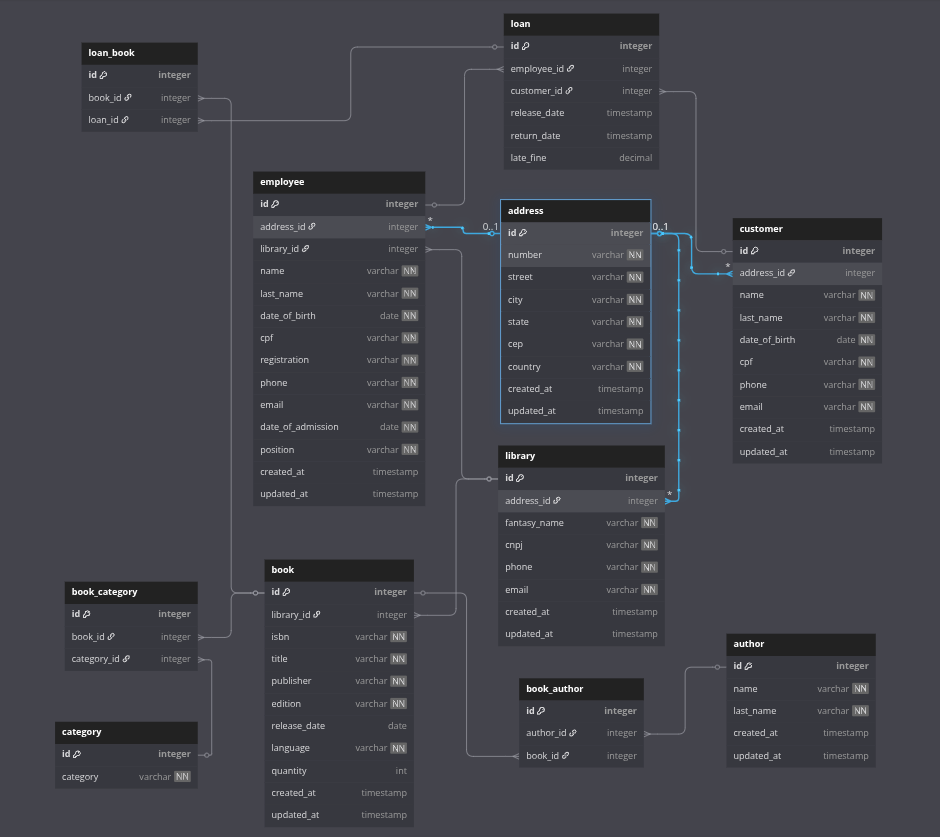 loan_book
id integer
book_id integer
loan_id integer
loan
id integer
employee_id integer
customer_id integer
release_date timestamp
return_date timestamp
late_fine decimal
employee
id integer
address_id integer *
library_id integer
name varchar NN
last_name varchar NN
date_of_birth date NN
cpf varchar NN
registration varchar NN
phone varchar NN
email varchar NN
date_of_admission date NN
position varchar NN
created_at timestamp
updated_at timestamp
address
0..1 id integer 0..1
number varchar NN
street varchar NN
city varchar NN
state varchar NN
cep varchar NN
country varchar NN
created_at timestamp
updated_at timestamp
customer
id integer
* address_id integer
name varchar NN
last_name varchar NN
date_of_birth date NN
cpf varchar NN
phone varchar NN
email varchar NN
created_at timestamp
updated_at timestamp
library
id integer
address_id integer *
fantasy_name varchar NN
cnpj varchar NN
phone varchar NN
email varchar NN
created_at timestamp
updated_at timestamp
book_category
id integer
book_id integer
category_id integer
category
id integer
category varchar NN
book
id integer
library_id integer
isbn varchar NN
title varchar NN
publisher varchar NN
edition varchar NN
release_date date
language varchar NN
quantity int
created_at timestamp
updated_at timestamp
book_author
id integer
author_id integer
book_id integer
author
id integer
name varchar NN
last_name varchar NN
created_at timestamp
updated_at timestamp